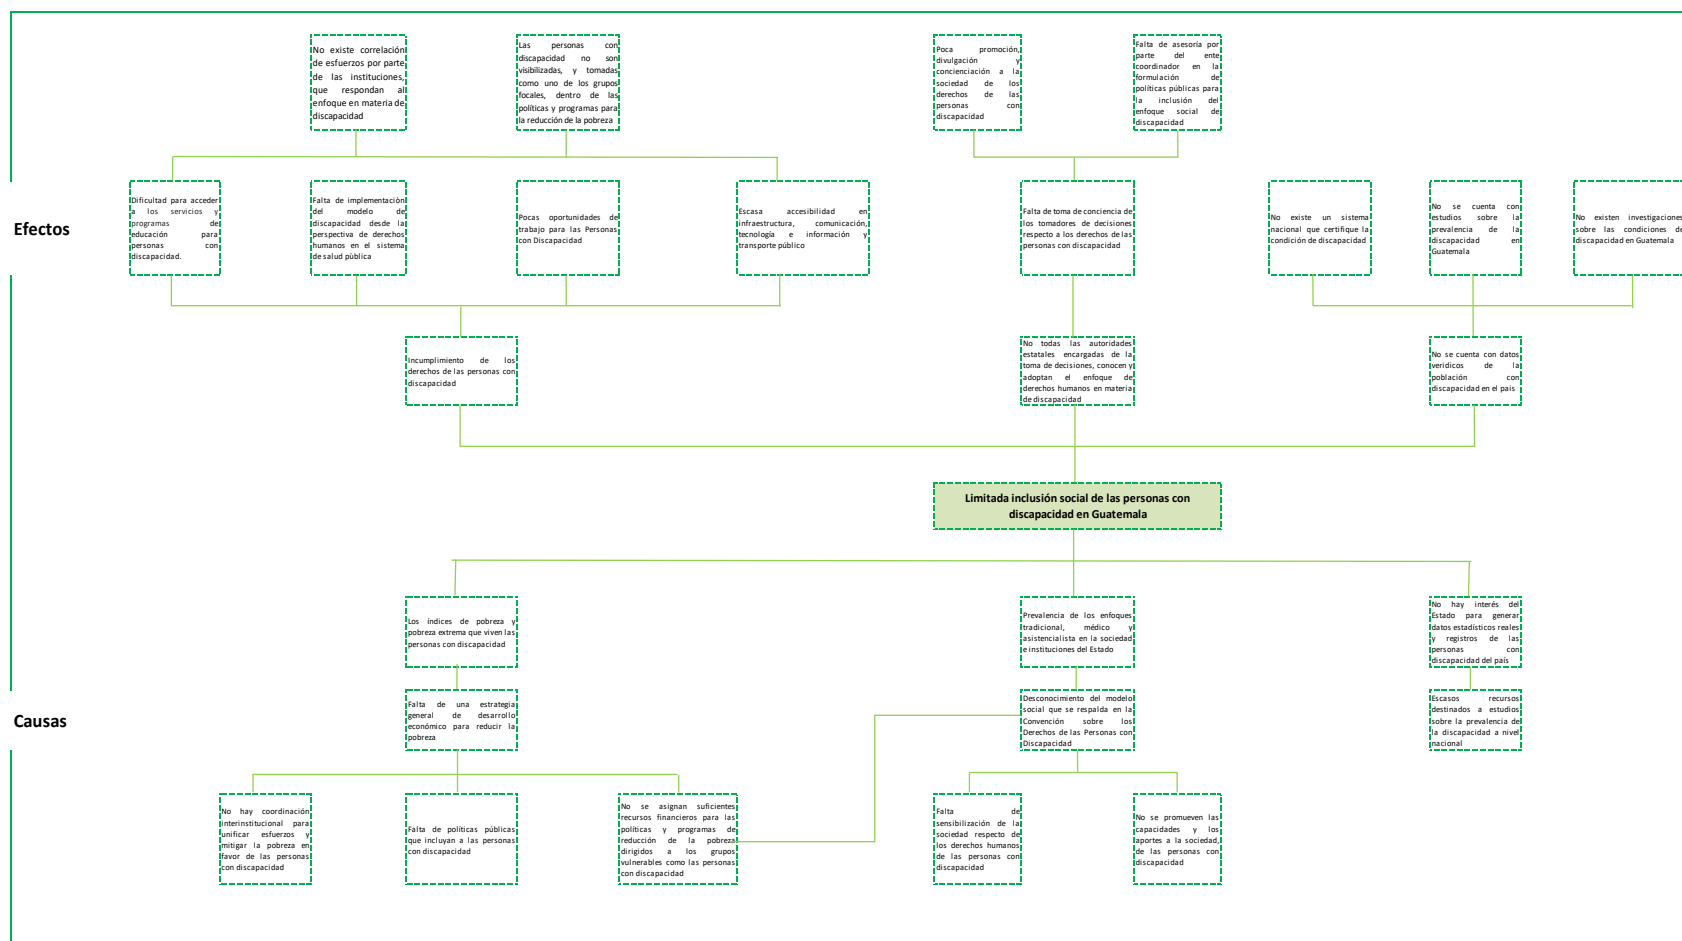 No existe correlación
de esfuerzos por parte
de las instituciones,
que respondan al
enfoque en materia de
discapacidad
Las personas con
discapacidad no son
visibilizadas, y tomadas
como uno de los grupos
focales, dentro de las
políticas y programas para
la reducción de la pobreza
Poca promoción,
divulgación y
concienciación a la
sociedad de los
derechos de las
personas con
discapacidad
Falta de asesoría por
parte del ente
coordinador en la
formulación de
políticas públicas para
la inclusión del
enfoque social de
discapacidad
Efectos
Dificultad para acceder
a los servicios y
programas de
educación para
personas con
discapacidad.
Falta de implementación
del modelo de
discapacidad desde la
perspectiva de derechos
humanos en el sistema
de salud pùblica
Pocas oportunidades de
trabajo para las Personas
con Discapacidad
Escasa accesibilidad en
infraestructura, comunicación,
tecnología e información y
transporte público
Falta de toma de conciencia de
los tomadores de decisiones
respecto a los derechos de las
personas con discapacidad
No existe un sistema
nacional que certifique la
condición de discapacidad
No se cuenta con
estudios sobre la
prevalencia de la
discapacidad en
Guatemala
No existen investigaciones
sobre las condiciones de
discapacidad en Guatemala
Incumplimiento de los
derechos de las personas con
discapacidad
No todas las autoridades
estatales encargadas de la
toma de decisiones, conocen y
adoptan el enfoque de
derechos humanos en materia
de discapacidad
No se cuenta con datos
veridicos de la
población con
discapacidad en el país
Limitada inclusión social de las personas con
discapacidad en Guatemala
Los índices de pobreza y
pobreza extrema que viven las
personas con discapacidad
Prevalencia de los enfoques
tradicional, médico y
asistencialista en la sociedad
e instituciones del Estado
No hay interés del
Estado para generar
datos estadísticos reales
y registros de las
personas con
discapacidad del país
Causas
Falta de una estrategia
general de desarrollo
económico para reducir la
pobreza
Desconocimiento del modelo
social que se respalda en la
Convención sobre los
Derechos de las Personas con
Discapacidad
Escasos recursos
destinados a estudios
sobre la prevalencia de
la discapacidad a nivel
nacional
No hay coordinación
interinstitucional para
unificar esfuerzos y
mitigar la pobreza en
favor de las personas
con discapacidad
Falta de políticas públicas
que incluyan a las personas
con discapacidad
No se asignan suficientes
recursos financieros para las
políticas y programas de
reducción de la pobreza
dirigidos a los grupos
vulnerables como las personas
con discapacidad
Falta de
sensibilización de la
sociedad respecto de
los derechos humanos
de las personas con
discapacidad
No se promueven las
capacidades y los
aportes a la sociedad,
de las personas con
discapacidad